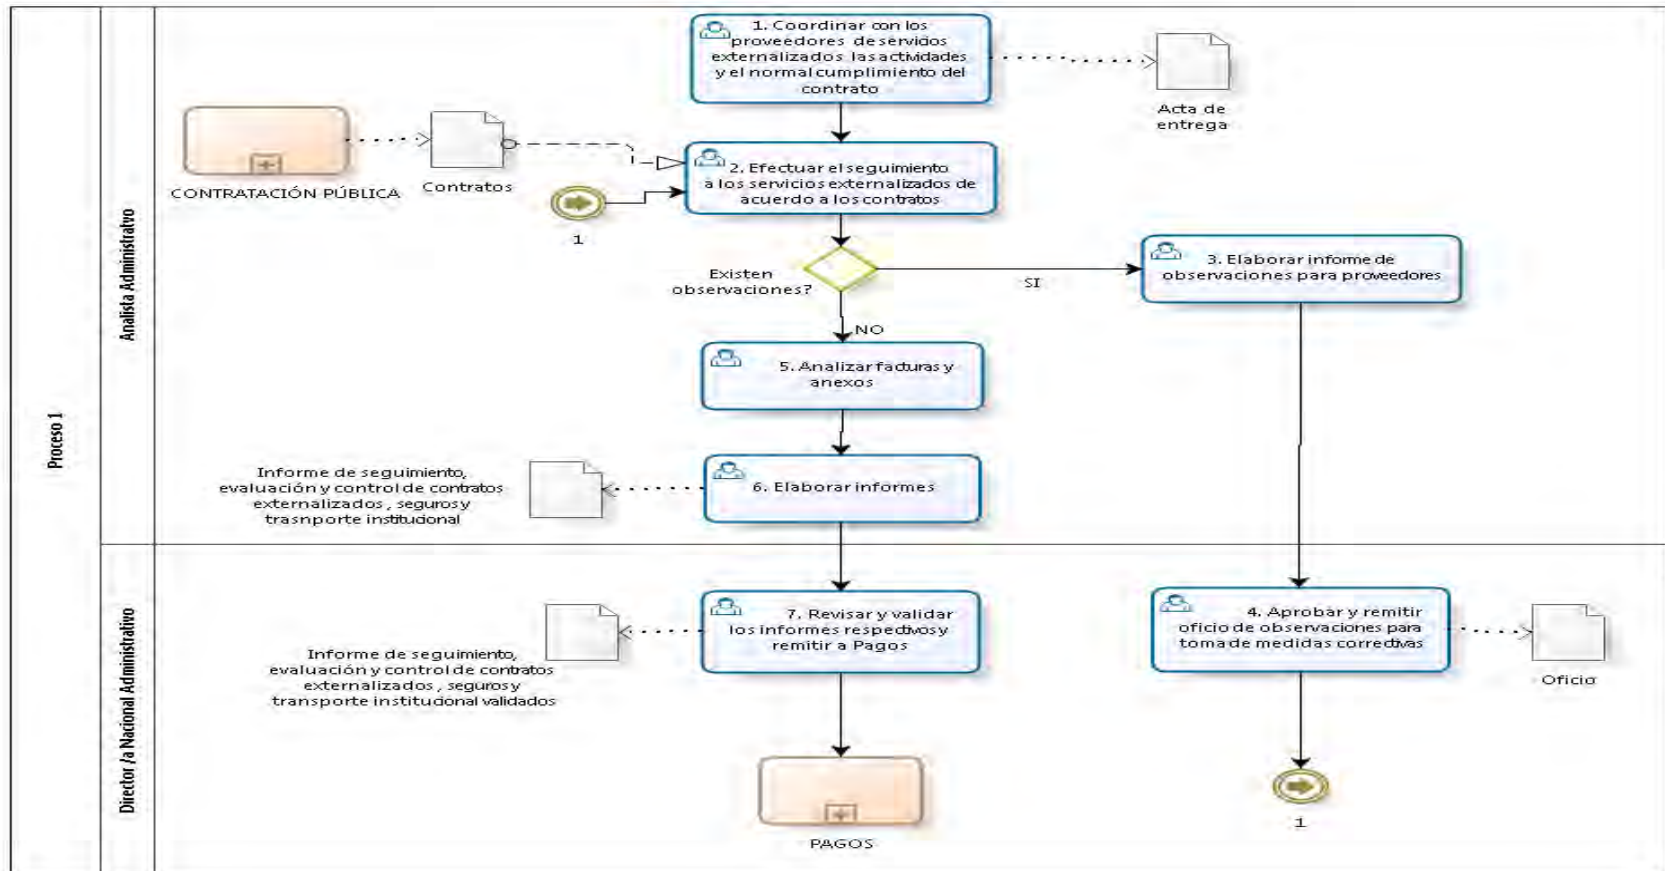 Proceso 1
Analista Administrativo
1. Coordinar con los
proveedores de servicios
externalizados las actividades
y el normal cumplimiento del
contrato
Acta de
entrega
CONTRATACIÓN PÚBLICA
Contratos
1
2. Efectuar el seguimiento
a los servicios externalizados de
acuerdo a los contratos
Existen
observaciones?
SI
NO
3. Elaborar informe de
observaciones para proveedores
5. Analizar facturas y
anexos
Informe de seguimiento,
evaluación y control de contratos
externalizados, seguros y
trasnporte institucional
6. Elaborar informes
Director /a Nacional Administrativo
7. Revisar y validar
los informes respectivos y
remitir a Pagos
Informe de seguimiento,
evaluación y control de contratos
externalizados, seguros y
transporte institucional validados
4. Aprobar y remitir
oficio de observaciones para
toma de medidas correctivas
Oficio
PAGOS
1